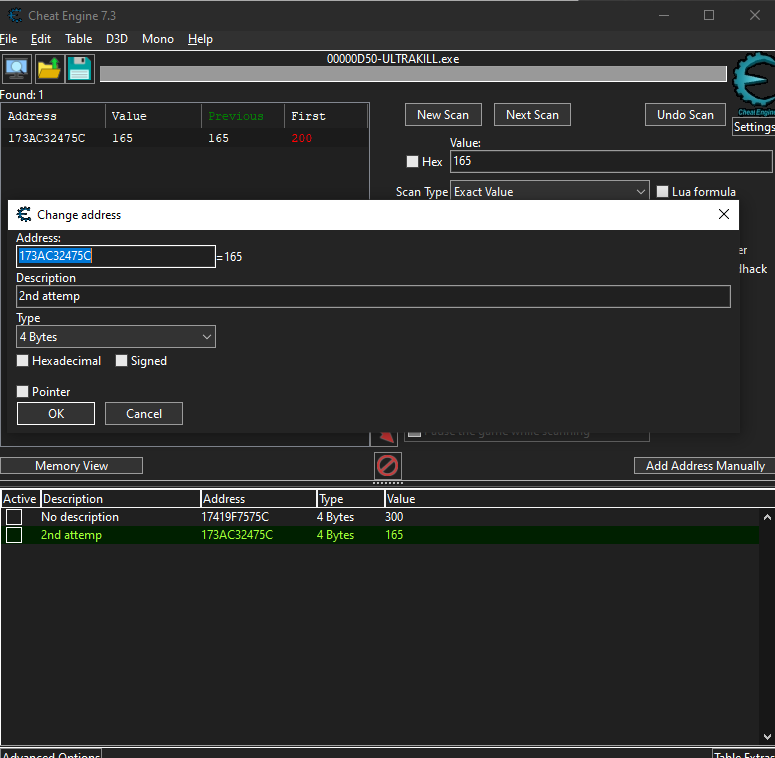 Cheat Engine 7.3
File Edit Table D3D Mono Help
00000D50-ULTRAKILL.exe
Found: 1
Address Value Previous First
173AC32475C 165 165 200
New Scan Next Scan Undo Scan
Cheat Engine
Settings
Value:
Hex 165
Scan Type Exact Value Lua formula
Change address
Address:
173AC32475C =165
Description
2nd attemp
Type
4 Bytes
Hexadecimal Signed
Pointer
OK Cancel
er
dhack
Pause the game while scanning
Memory View Add Address Manually
Active Description Address Type Value
No description 17419F7575C 4 Bytes 300
2nd attemp 173AC32475C 4 Bytes 165
Advanced Options Table Extras